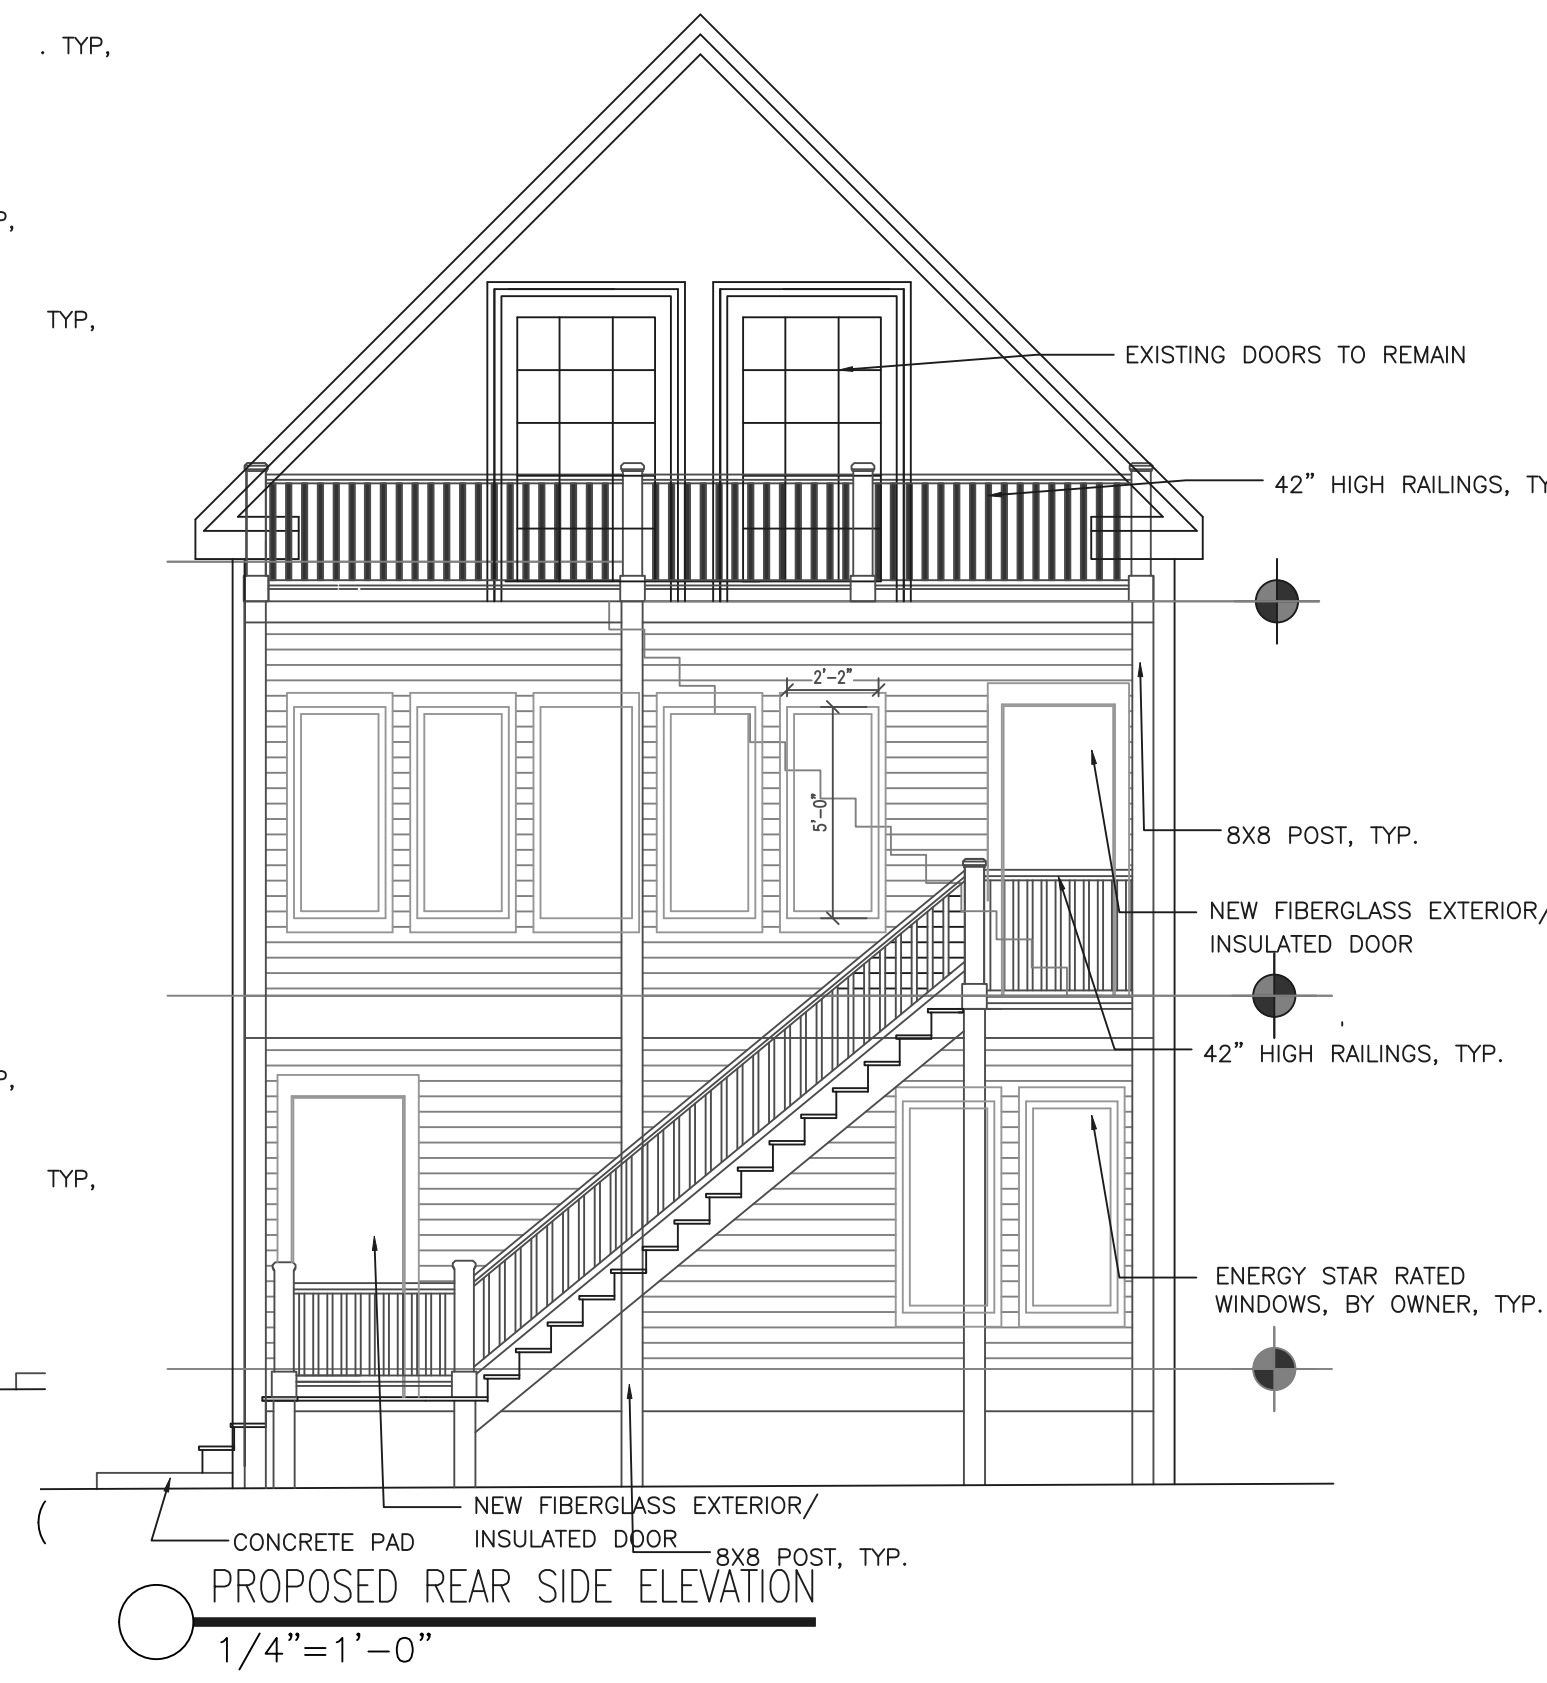 . TYP,
P,
TYP,
EXISTING DOORS TO REMAIN
42” HIGH RAILINGS, TY
2'-2”
5'-0”
8X8 POST, TYP.
NEW FIBERGLASS EXTERIOR/
INSULATED DOOR
42” HIGH RAILINGS, TYP.
P,
TYP,
ENERGY STAR RATED
WINDOWS, BY OWNER, TYP.
NEW FIBERGLASS EXTERIOR/
INSULATED DOOR
CONCRETE PAD
8X8 POST, TYP.
PROPOSED REAR SIDE ELEVATION
1/4”=1'-0”